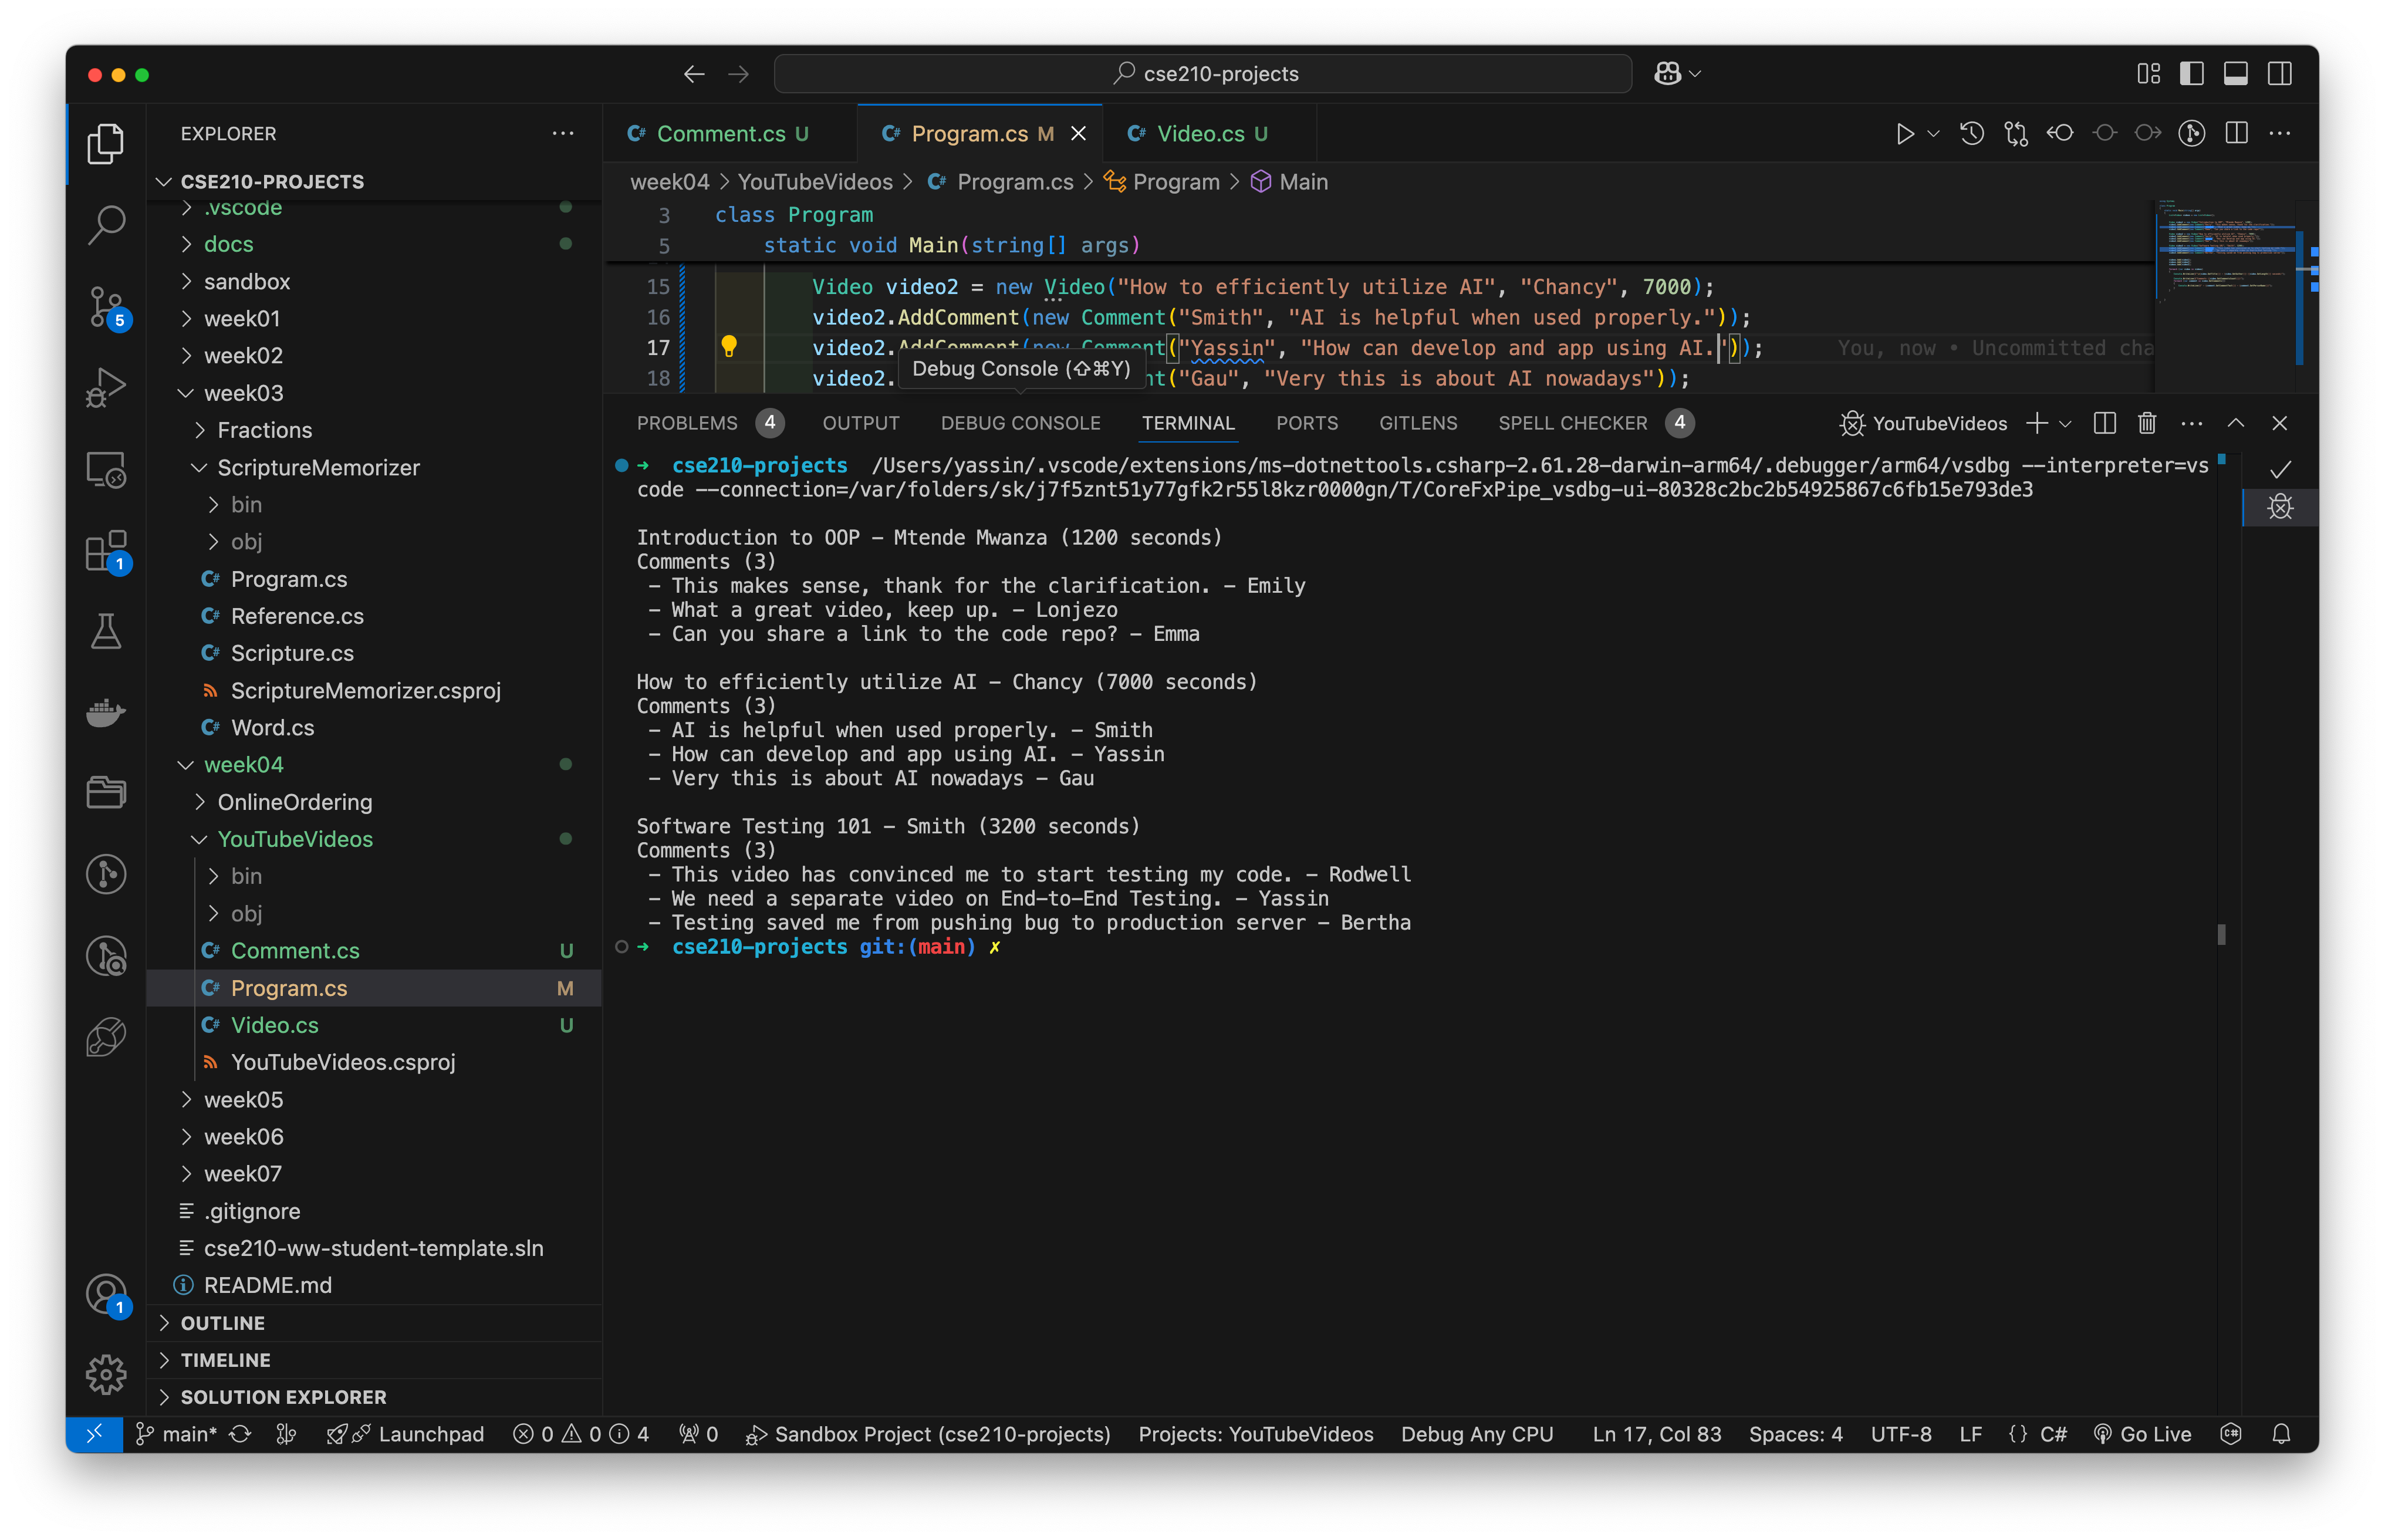 cse210-projects
EXPLORER
CSE210-PROJECTS
.vscode
docs
sandbox
week01
week02
week03
Fractions
ScriptureMemorizer
bin
obj
C# Program.cs
C# Reference.cs
C# Scripture.cs
ScriptureMemorizer.csproj
C# Word.cs
week04
OnlineOrdering
YouTubeVideos
bin
obj
C# Comment.cs U
C# Program.cs M
C# Video.cs U
YouTubeVideos.csproj
week05
week06
week07
.gitignore
cse210-ww-student-template.sln
README.md
OUTLINE
TIMELINE
SOLUTION EXPLORER
5
1
1
C# Comment.cs U C# Program.cs M C# Video.cs U
week04 > YouTubeVideos > C# Program.cs > Program > Main
3 class Program
5 static void Main(string[] args)
15 Video video2 = new Video("How to efficiently utilize AI", "Chancy", 7000);
16 video2.AddComment(new Comment("Smith", "AI is helpful when used properly."));
17 video2.AddComment(new Comment("Yassin", "How can develop and app using AI.")); You, now • Uncommitted cha
Debug Console (⇧⌘Y)
18 video2. nt("Gau", "Very this is about AI nowadays"));
PROBLEMS 4 OUTPUT DEBUG CONSOLE TERMINAL PORTS GITLENS SPELL CHECKER 4 YouTubeVideos
→ cse210-projects /Users/yassin/.vscode/extensions/ms-dotnettools.csharp-2.61.28-darwin-arm64/.debugger/arm64/vsdbg --interpreter=vs
code --connection=/var/folders/sk/j7f5znt51y77gfk2r55l8kzr0000gn/T/CoreFxPipe_vsdbg-ui-80328c2bc2b54925867c6fb15e793de3
Introduction to OOP - Mtende Mwanza (1200 seconds)
Comments (3)
- This makes sense, thank for the clarification. - Emily
- What a great video, keep up. - Lonjezo
- Can you share a link to the code repo? - Emma
How to efficiently utilize AI - Chancy (7000 seconds)
Comments (3)
- AI is helpful when used properly. - Smith
- How can develop and app using AI. - Yassin
- Very this is about AI nowadays - Gau
Software Testing 101 - Smith (3200 seconds)
Comments (3)
- This video has convinced me to start testing my code. - Rodwell
- We need a separate video on End-to-End Testing. - Yassin
- Testing saved me from pushing bug to production server - Bertha
→ cse210-projects git:(main) ✗
main* Launchpad 0 0 4 0 Sandbox Project (cse210-projects) Projects: YouTubeVideos Debug Any CPU Ln 17, Col 83 Spaces: 4 UTF-8 LF {} C# Go Live